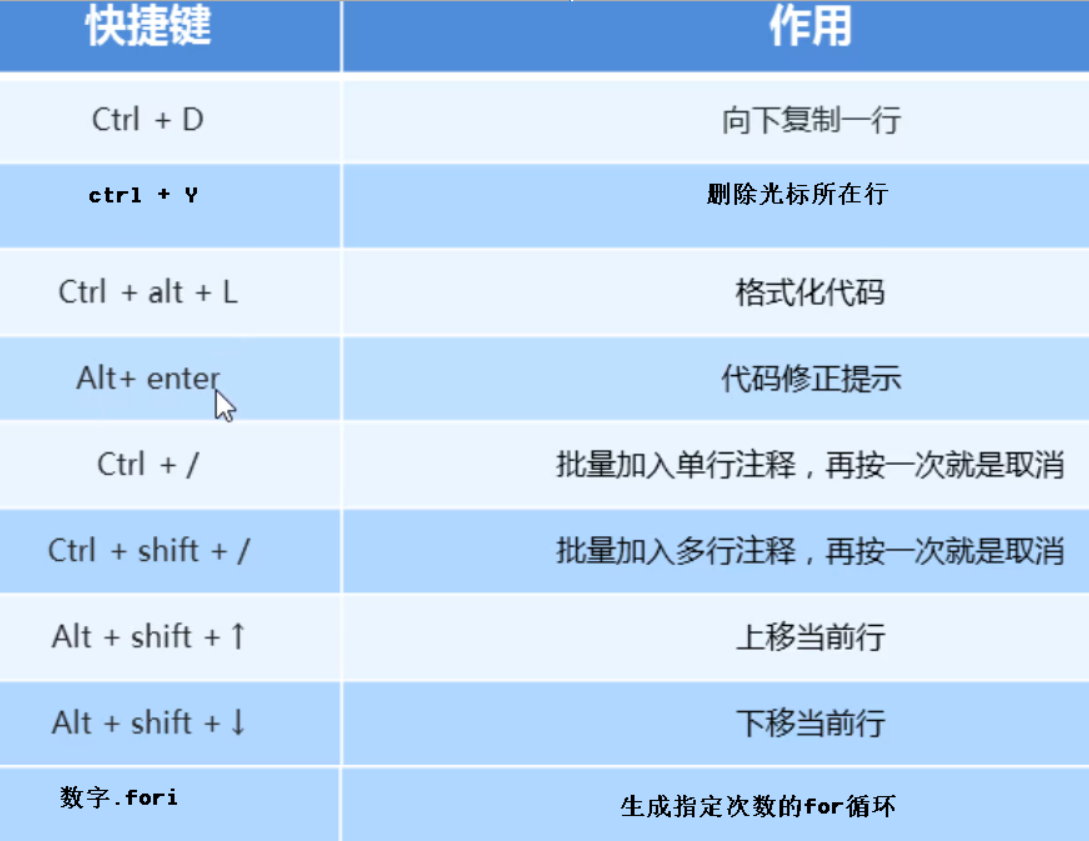 快捷键 作用
Ctrl + D 向下复制一行
ctrl + Y 删除光标所在行
Ctrl + alt + L 格式化代码
Alt+ enter 代码修正提示
Ctrl + / 批量加入单行注释，再按一次就是取消
Ctrl + shift + / 批量加入多行注释，再按一次就是取消
Alt + shift + ↑ 上移当前行
Alt + shift + ↓ 下移当前行
数字.fori 生成指定次数的for循环